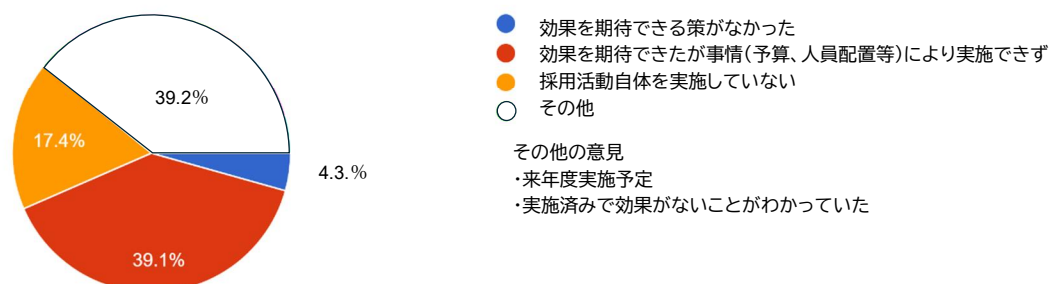 効果を期待できる策がなかった
効果を期待できたが事情(予算、人員配置等)により実施できず
採用活動自体を実施していない
その他
39.2%
17.4%
4.3.%
39.1%
その他の意見
・来年度実施予定
・実施済みで効果がないことがわかっていた